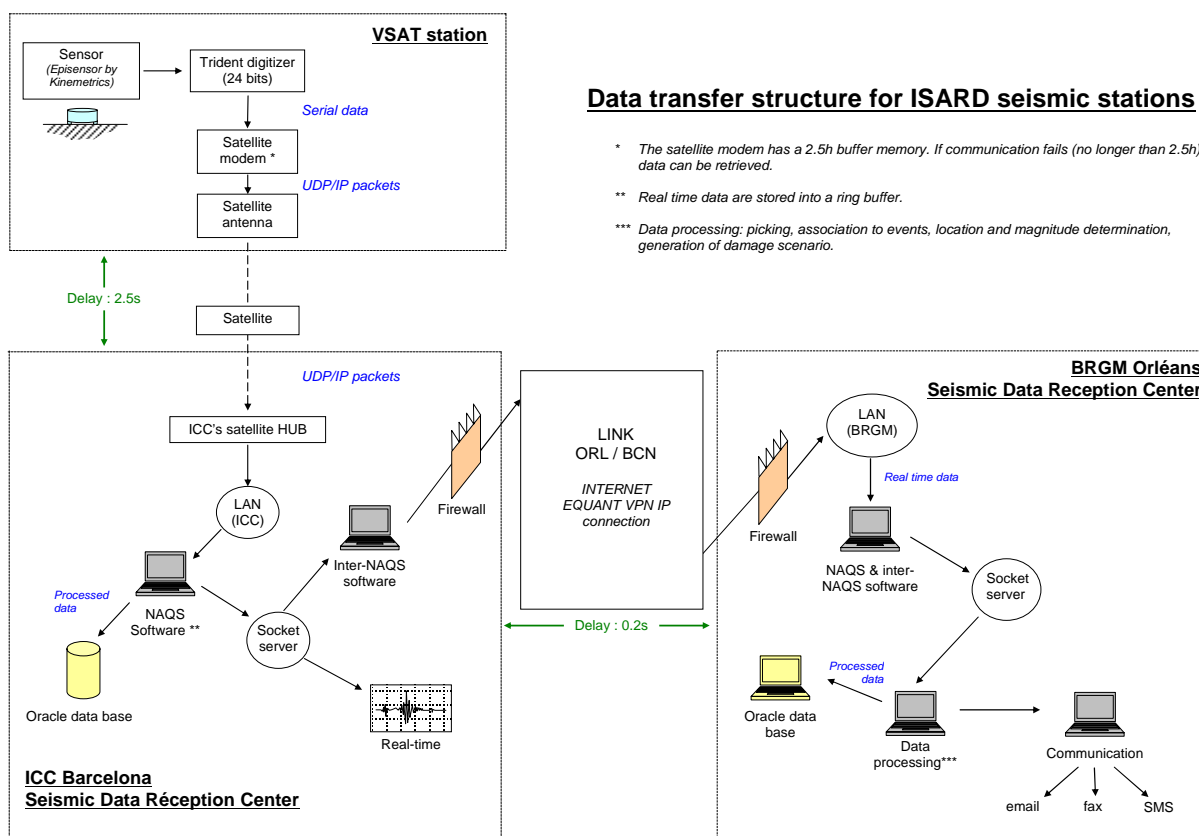 VSAT station
Sensor
(Episensor by
Kinemetrics)
Trident digitizer
(24 bits)
Serial data
Satellite
modem *
UDP/IP packets
Satellite
antenna
Data transfer structure for ISARD seismic stations
* The satellite modem has a 2.5h buffer memory. If communication fails (no longer than 2.5h)
data can be retrieved.
** Real time data are stored into a ring buffer.
*** Data processing: picking, association to events, location and magnitude determination,
generation of damage scenario.
Delay : 2.5s
Satellite
UDP/IP packets
ICC's satellite HUB
LAN
(ICC)
Firewall
Inter-NAQS
software
Processed
data
NAQS
Software **
Socket
server
Oracle data base
Real-time
ICC Barcelona
Seismic Data Réception Center
LINK
ORL / BCN
INTERNET
EQUANT VPN IP
connection
Delay : 0.2s
BRGM Orléans
Seismic Data Reception Center
LAN
(BRGM)
Real time data
Firewall
NAQS & inter-
NAQS software
Socket
server
Processed
data
Oracle data
base
Data
processing***
Communication
email
fax
SMS